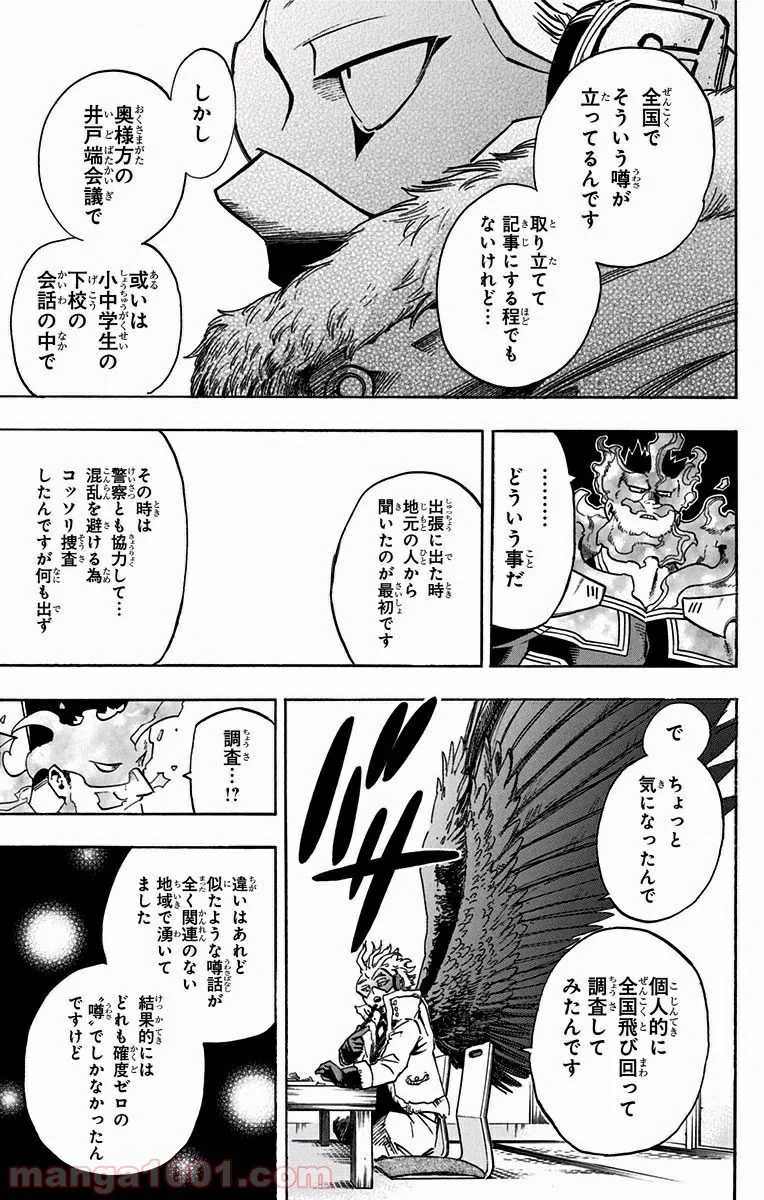 全国で
そういう噂が
立ってるんです
取り立てて
記事にする程でも
ないけれど…
しかし
奥様方の
井戸端会議で
或いは
小中学生の
下校の
会話の中で
………
どういう事だ
出張に出た時
地元の人から
聞いたのが最初です
その時は
警察とも協力して…
混乱を避ける為
コッソリ捜査
したんですが何も出ず
で
ちょっと
気になったんで
個人的に
全国飛び回って
調査して
みたんです
バッ
調査…!?
違いはあれど
似たような噂話が
全く関連のない
地域で湧いて
ました
結果的には
どれも確度ゼロの
〝噂〟でしかなかったん
ですけど
manga1001.com